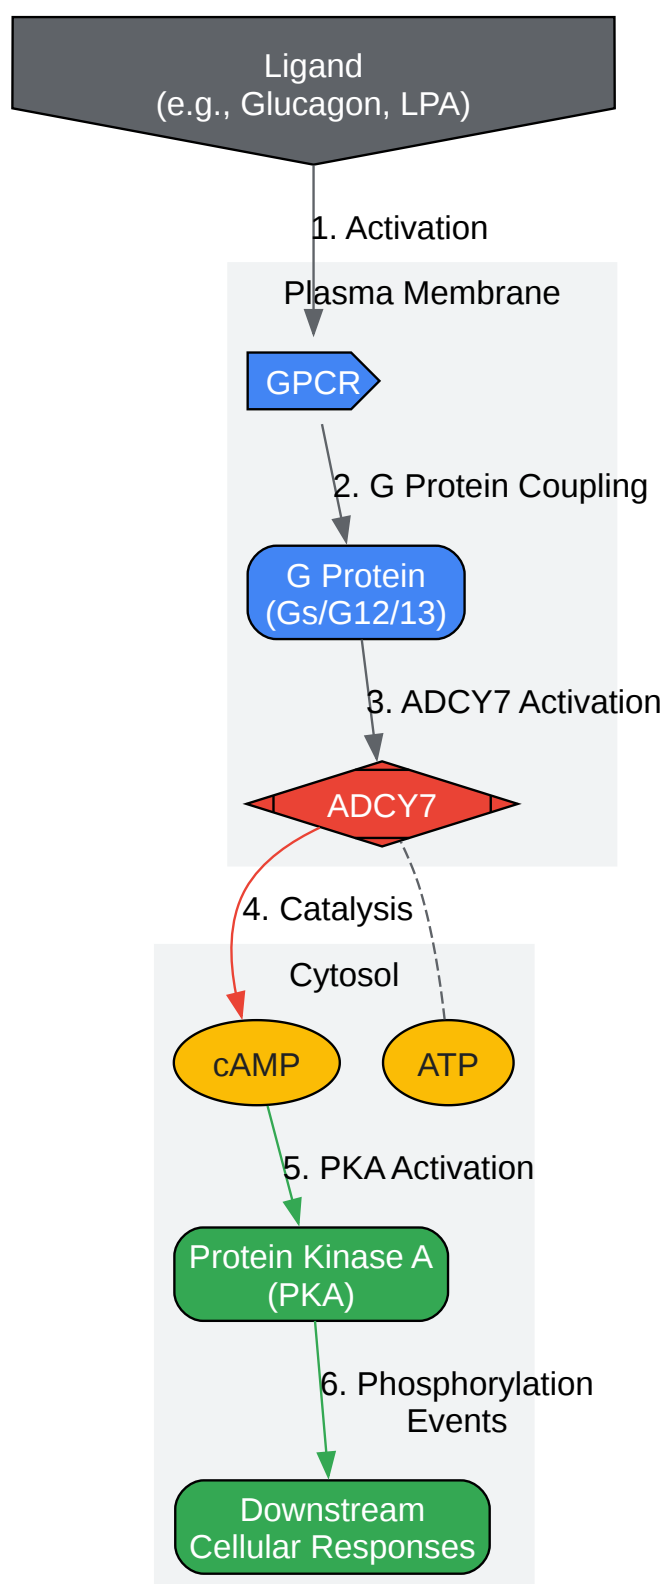 Ligand
(e.g., Glucagon, LPA)
1. Activation
Plasma Membrane
GPCR
2. G Protein Coupling
G Protein
(Gs/G12/13)
3. ADCY7 Activation
ADCY7
4. Catalysis
Cytosol
cAMP
ATP
5. PKA Activation
Protein Kinase A
(PKA)
6. Phosphorylation
Events
Downstream
Cellular Responses